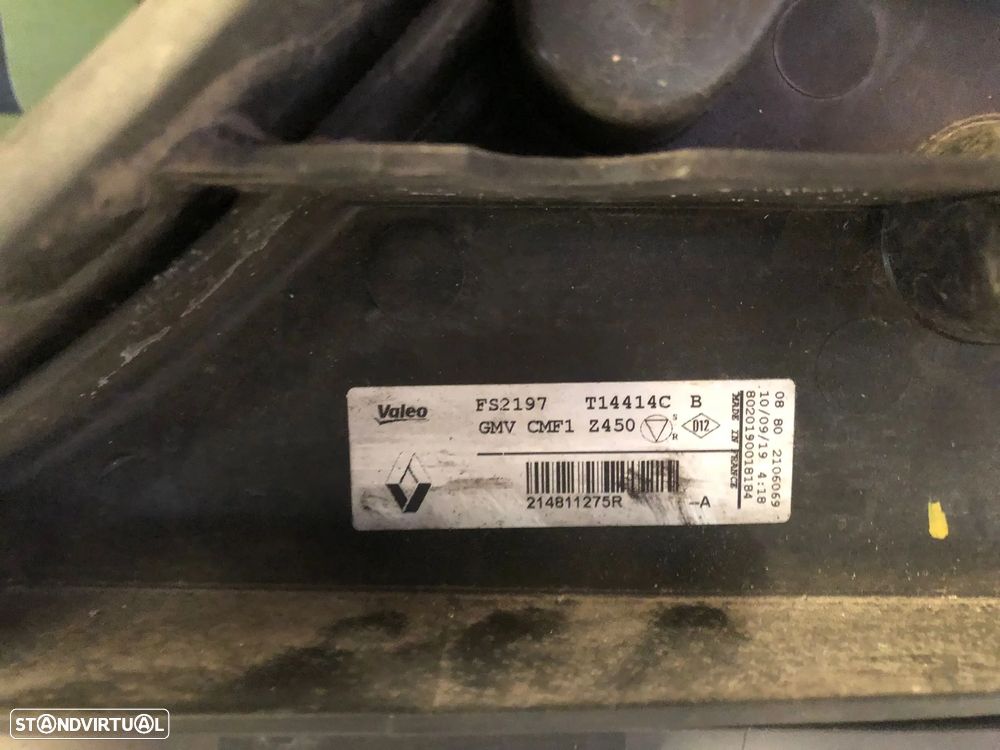 Valeo
FS2197 T14414C B
GMV CMF1 Z450 S R D12
214811275R -A
MADE IN FRANCE
8020190018184
10/09/19 4:18
08 80 2106069
STANDVIRTUAL